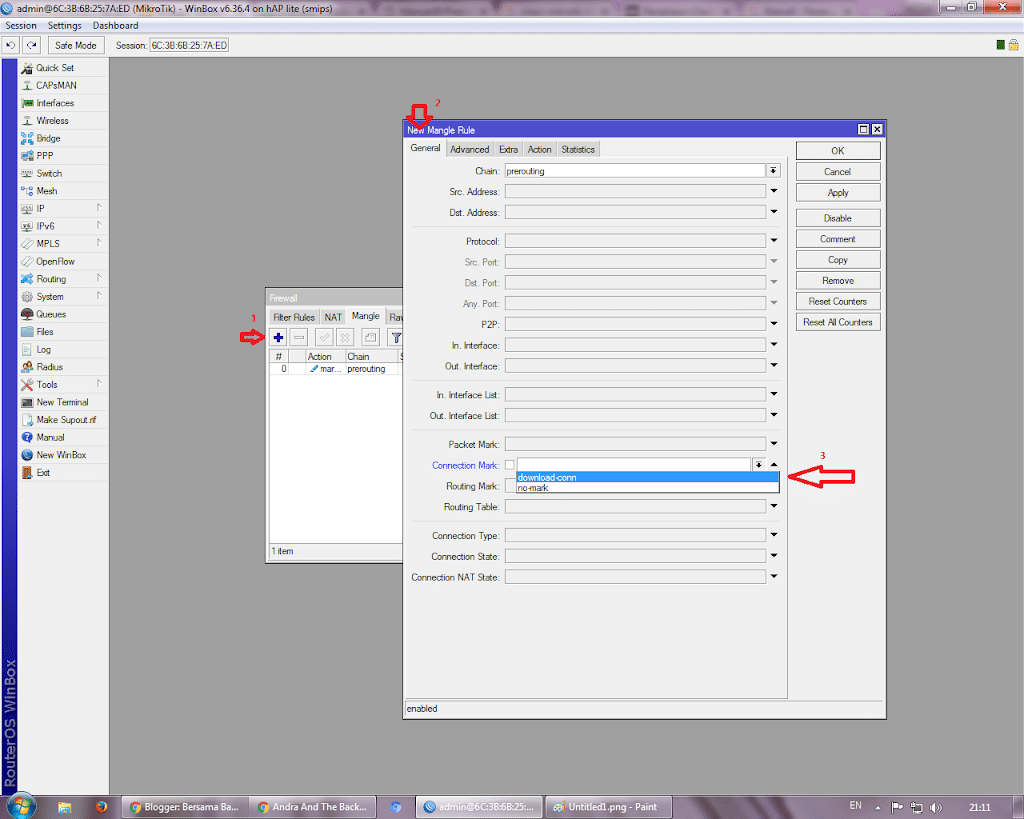 admin@6C:3B:6B:25:7A:ED (MikroTik) - WinBox v6.36.4 on hAP lite (smips)
Session Settings Dashboard
Safe Mode Session: 6C:3B:6B:25:7A:ED
Quick Set
CAPsMAN
Interfaces
Wireless
Bridge
PPP
Switch
Mesh
IP
IPv6
MPLS
OpenFlow
Routing
System
Queues
Files
Log
Radius
Tools
New Terminal
Make Supout.rif
Manual
New WinBox
Exit
RouterOS WinBox
1
Firewall
Filter Rules NAT Mangle Raw
# Action Chain S
0 mar... prerouting
1 item
2
New Mangle Rule
General Advanced Extra Action Statistics
Chain: prerouting
Src. Address:
Dst. Address:
Protocol:
Src. Port:
Dst. Port:
Any. Port:
P2P:
In. Interface:
Out. Interface:
In. Interface List:
Out. Interface List:
Packet Mark:
Connection Mark:
download-conn
no-mark
Routing Mark:
Routing Table:
Connection Type:
Connection State:
Connection NAT State:
enabled
OK
Cancel
Apply
Disable
Comment
Copy
Remove
Reset Counters
Reset All Counters
3
Blogger: Bersama Ba... Andra And The Back... admin@6C:3B:6B:25:... Untitled1.png - Paint EN 21:11